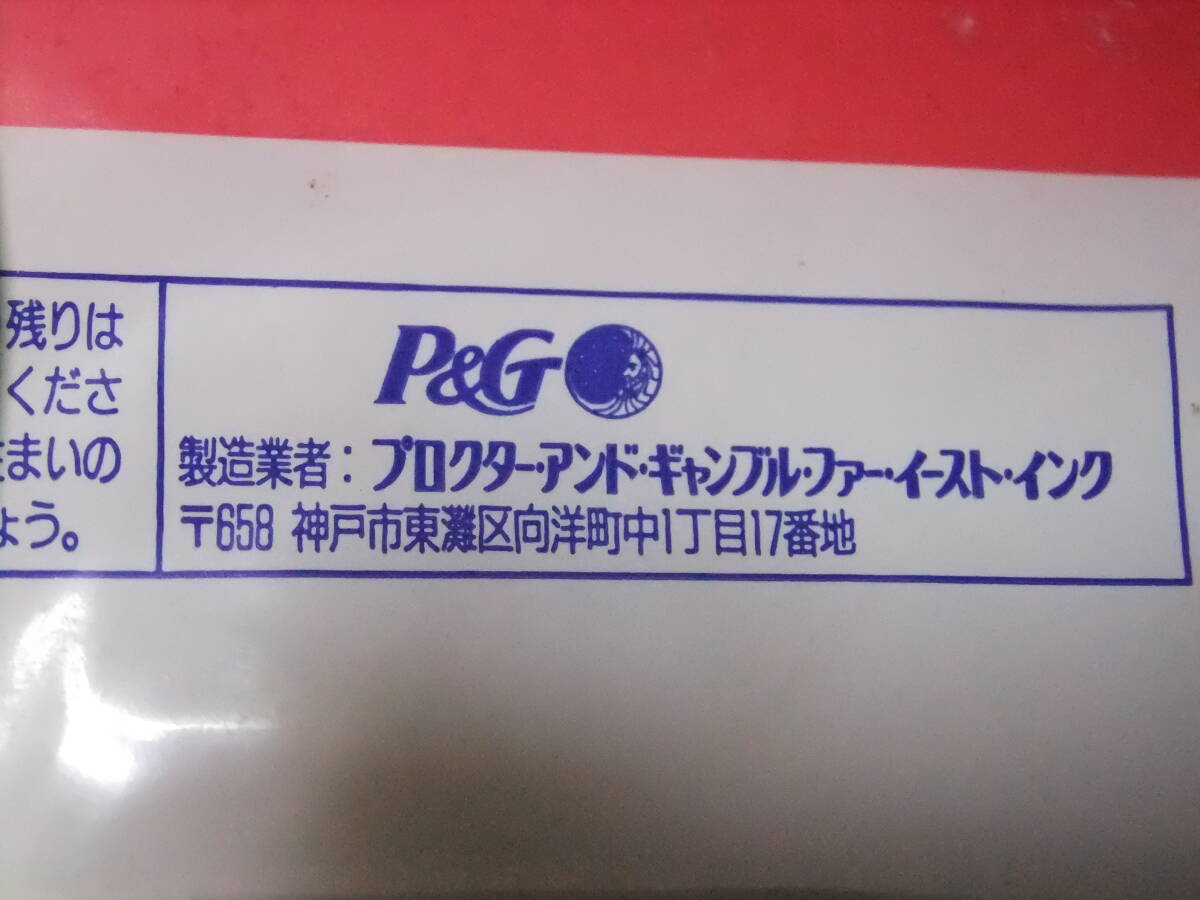 残りは
くださ
まいの
ょう。
P&G
製造業者：プロクター・アンド・ギャンブル・ファー・イースト・インク
〒658 神戸市東灘区向洋町中1丁目17番地